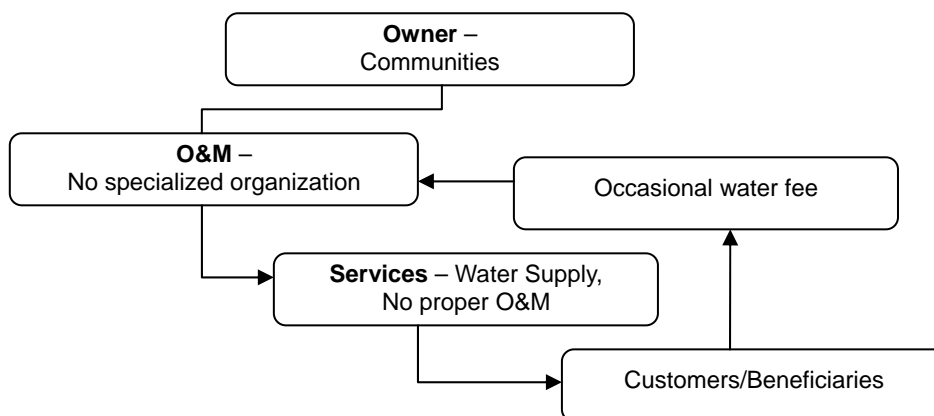 Owner –
Communities
O&M –
No specialized organization
Occasional water fee
Services – Water Supply,
No proper O&M
Customers/Beneficiaries